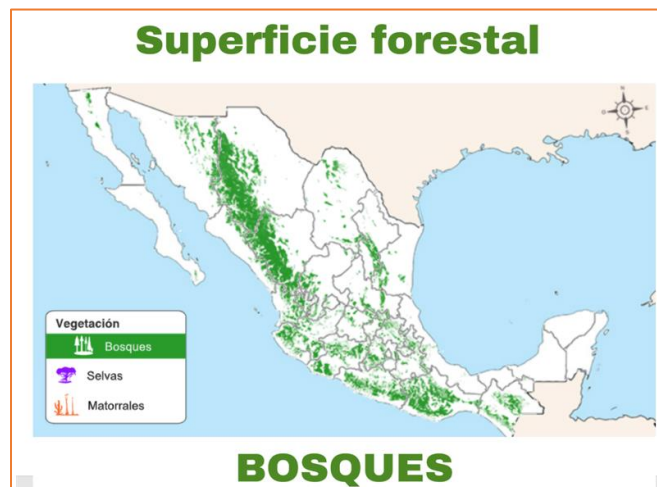 Superficie forestal
Vegetación
Bosques
Selvas
Matorrales
BOSQUES